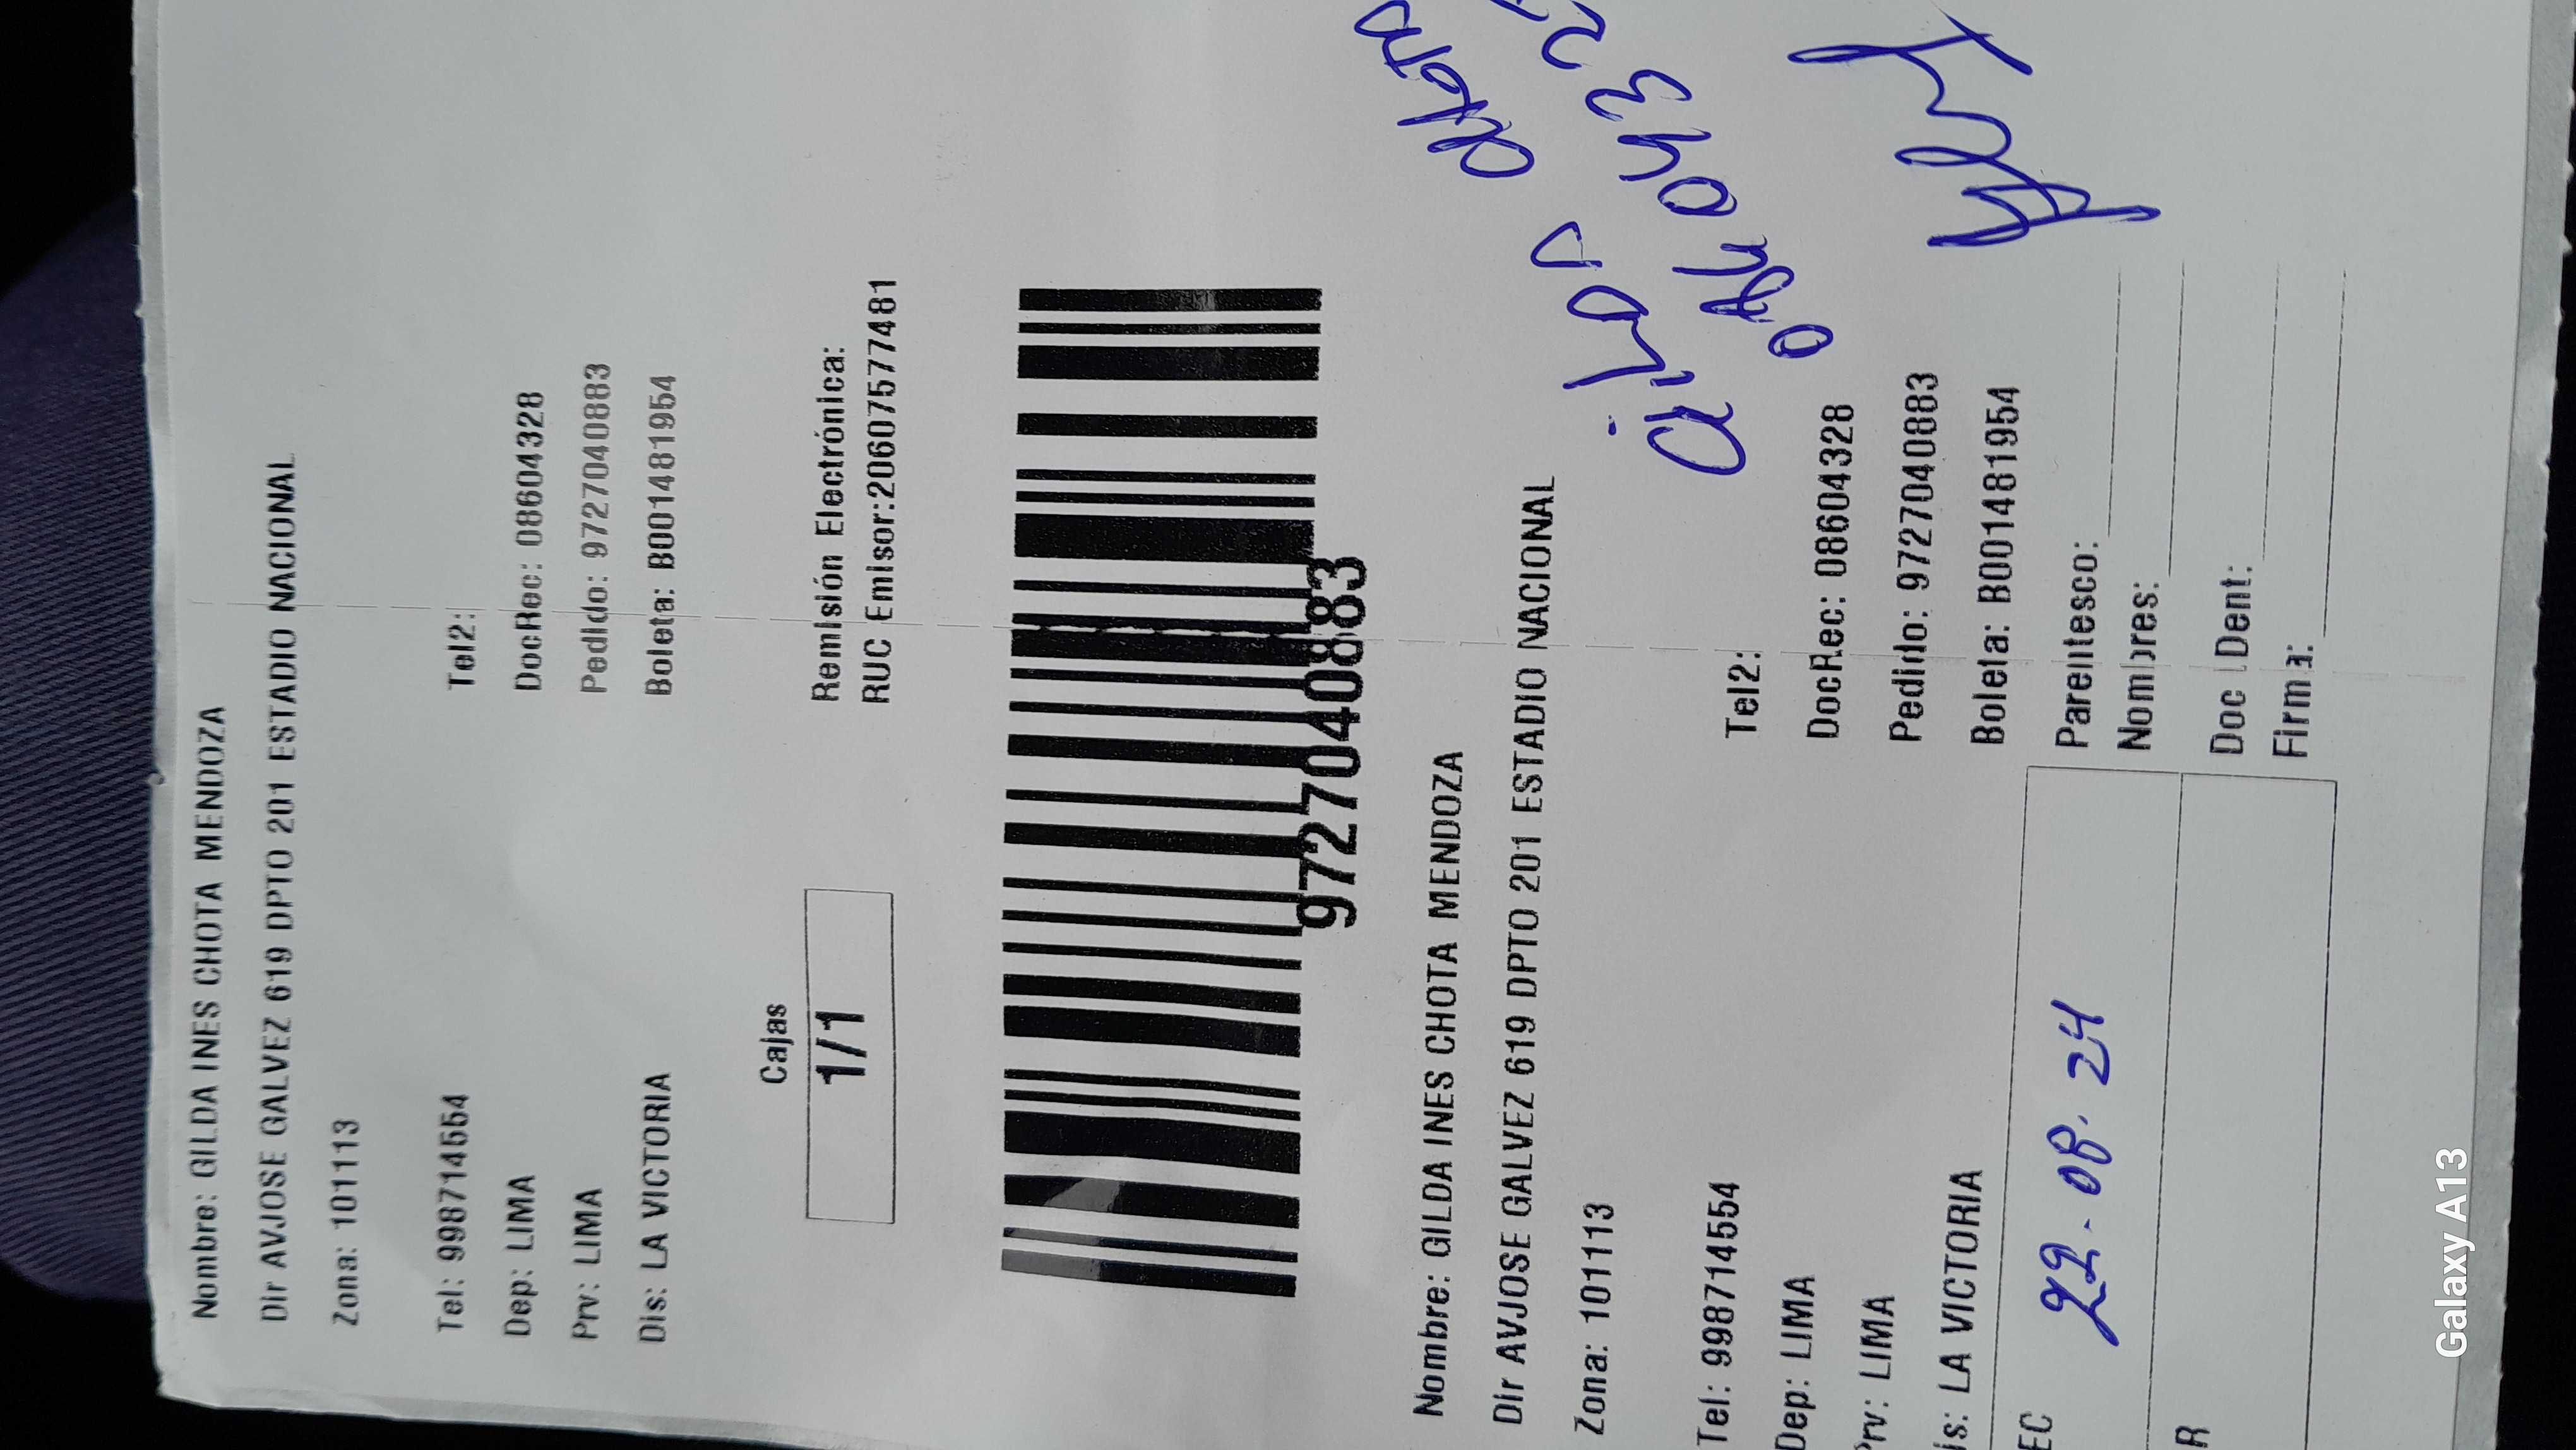 Nombre: GILDA INES CHOTA MENDOZA
Dir AVJOSE GALVEZ 619 DPTO 201 ESTADIO NACIONAL
Zona: 101113
Tel: 998714554 Tel2:
Dep: LIMA DocRec: 08604328
Prv: LIMA Pedido: 9727040883
Dis: LA VICTORIA Boleta: B001481954
Cajas
1/1
Remisión Electrónica:
RUC Emisor:20607577481
9727040883
Nombre: GILDA INES CHOTA MENDOZA
Dir AVJOSE GALVEZ 619 DPTO 201 ESTADIO NACIONAL
Zona: 101113
Tel: 998714554 Tel2:
Dep: LIMA DocRec: 08604328
Prv: LIMA Pedido: 9727040883
is: LA VICTORIA Boleta: B001481954
EC 22-08-24
Parentesco:
Nombres:
R
Doc Dent:
Firma:
Galaxy A13